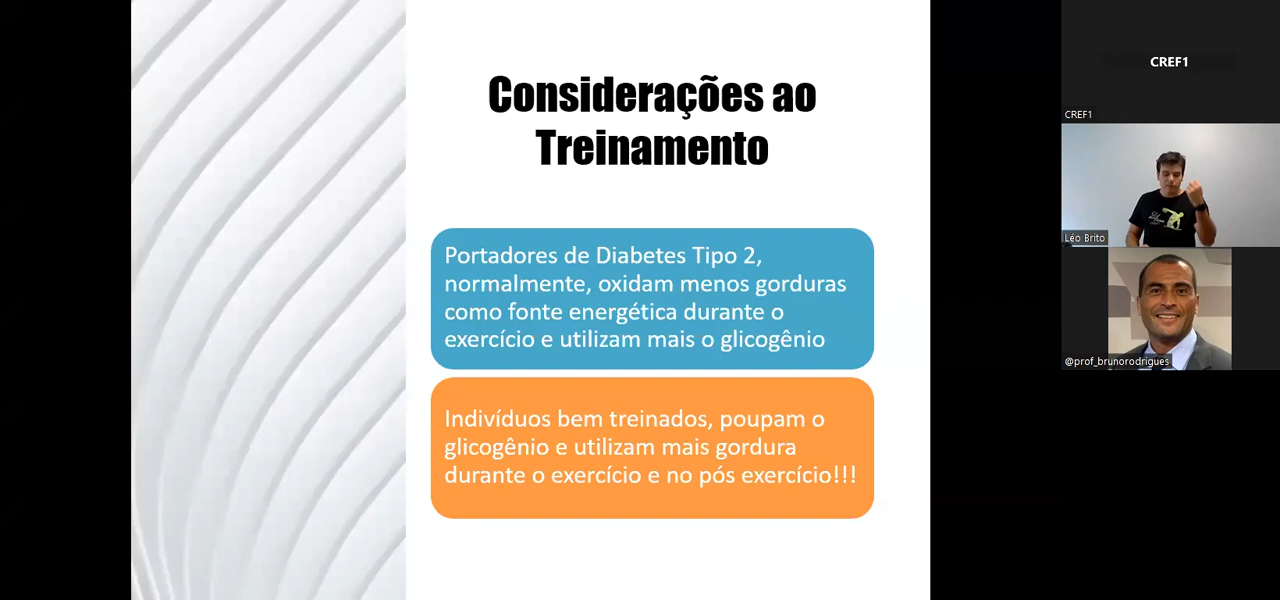 Considerações ao
Treinamento
Portadores de Diabetes Tipo 2,
normalmente, oxidam menos gorduras
como fonte energética durante o
exercício e utilizam mais o glicogênio
Indivíduos bem treinados, poupam o
glicogênio e utilizam mais gordura
durante o exercício e no pós exercício!!!
CREF1
CREF1
Léo Brito
@prof_brunorodrigues